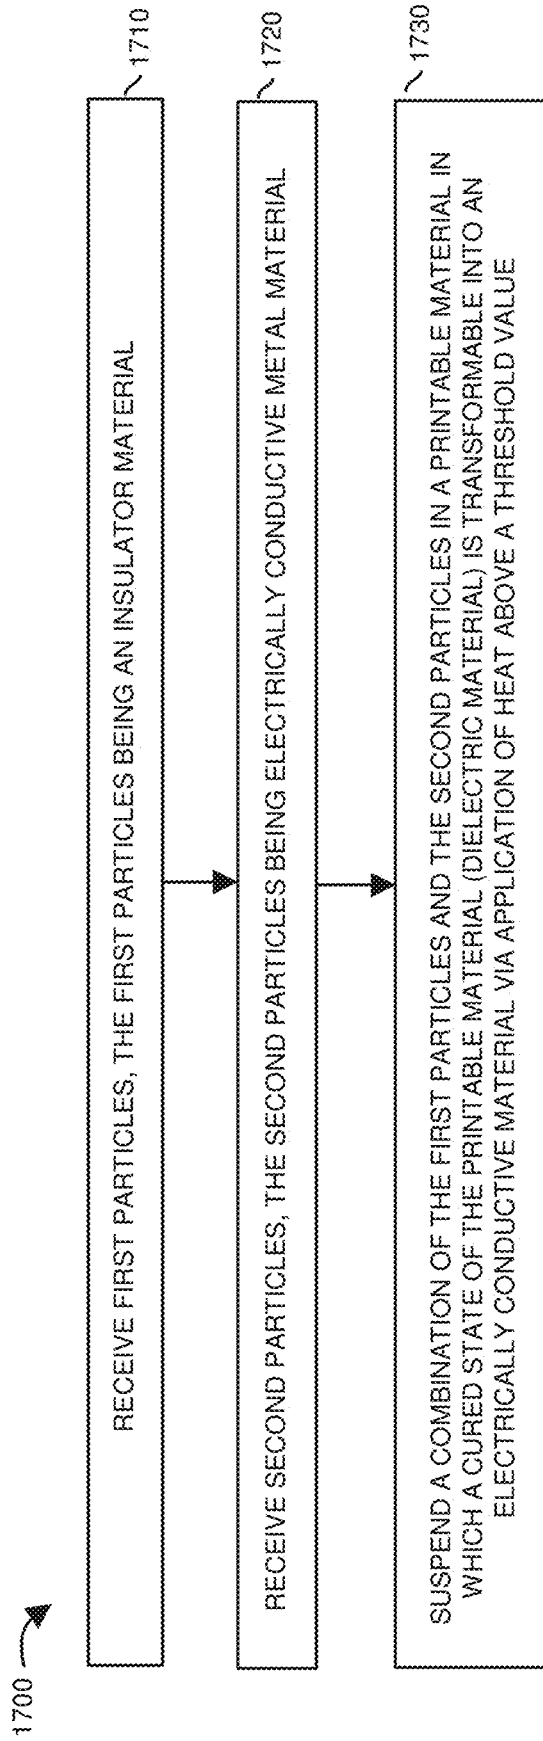 1700
RECEIVE FIRST PARTICLES, THE FIRST PARTICLES BEING AN INSULATOR MATERIAL
1710
RECEIVE SECOND PARTICLES, THE SECOND PARTICLES BEING ELECTRICALLY CONDUCTIVE METAL MATERIAL
1720
SUSPEND A COMBINATION OF THE FIRST PARTICLES AND THE SECOND PARTICLES IN A PRINTABLE MATERIAL IN
WHICH A CURED STATE OF THE PRINTABLE MATERIAL (DIELECTRIC MATERIAL) IS TRANSFORMABLE INTO AN
ELECTRICALLY CONDUCTIVE MATERIAL VIA APPLICATION OF HEAT ABOVE A THRESHOLD VALUE
1730